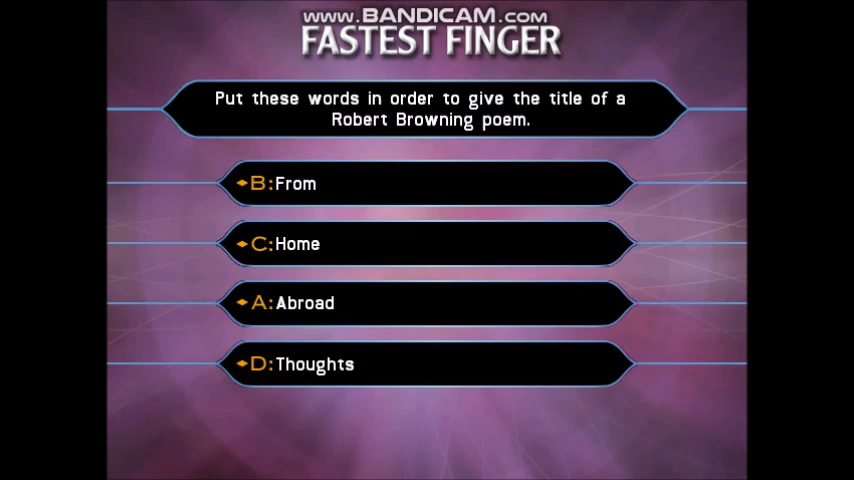 www.BANDICAM.com
FASTEST FINGER
Put these words in order to give the title of a
Robert Browning poem.
B:From
C:Home
A:Abroad
D:Thoughts